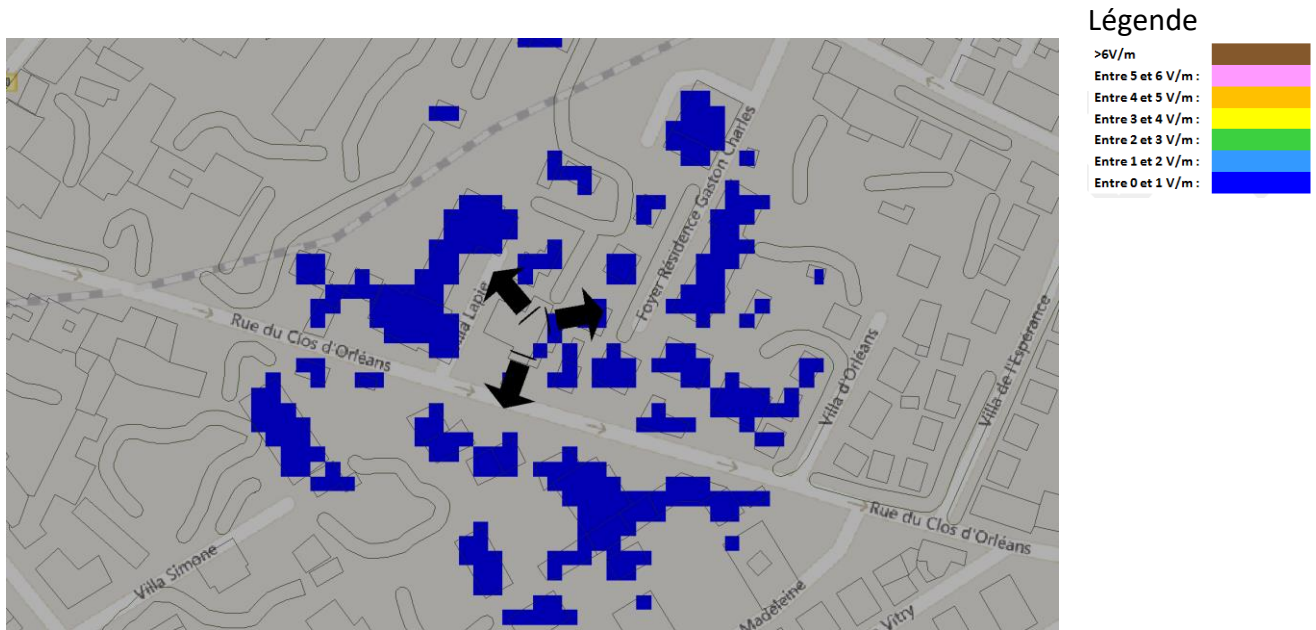 Légende
>6V/m
Entre 5 et 6 V/m :
Entre 4 et 5 V/m :
Entre 3 et 4 V/m :
Entre 2 et 3 V/m :
Entre 1 et 2 V/m :
Entre 0 et 1 V/m :
Foyer Résidence Gaston Charles
Rue du Clos d'Orléans
Lapie
Villa d'Orléans
Villa de l'Espérance
Rue du Clos d'Orléans
Villa Simone
Madeleine
Vitry